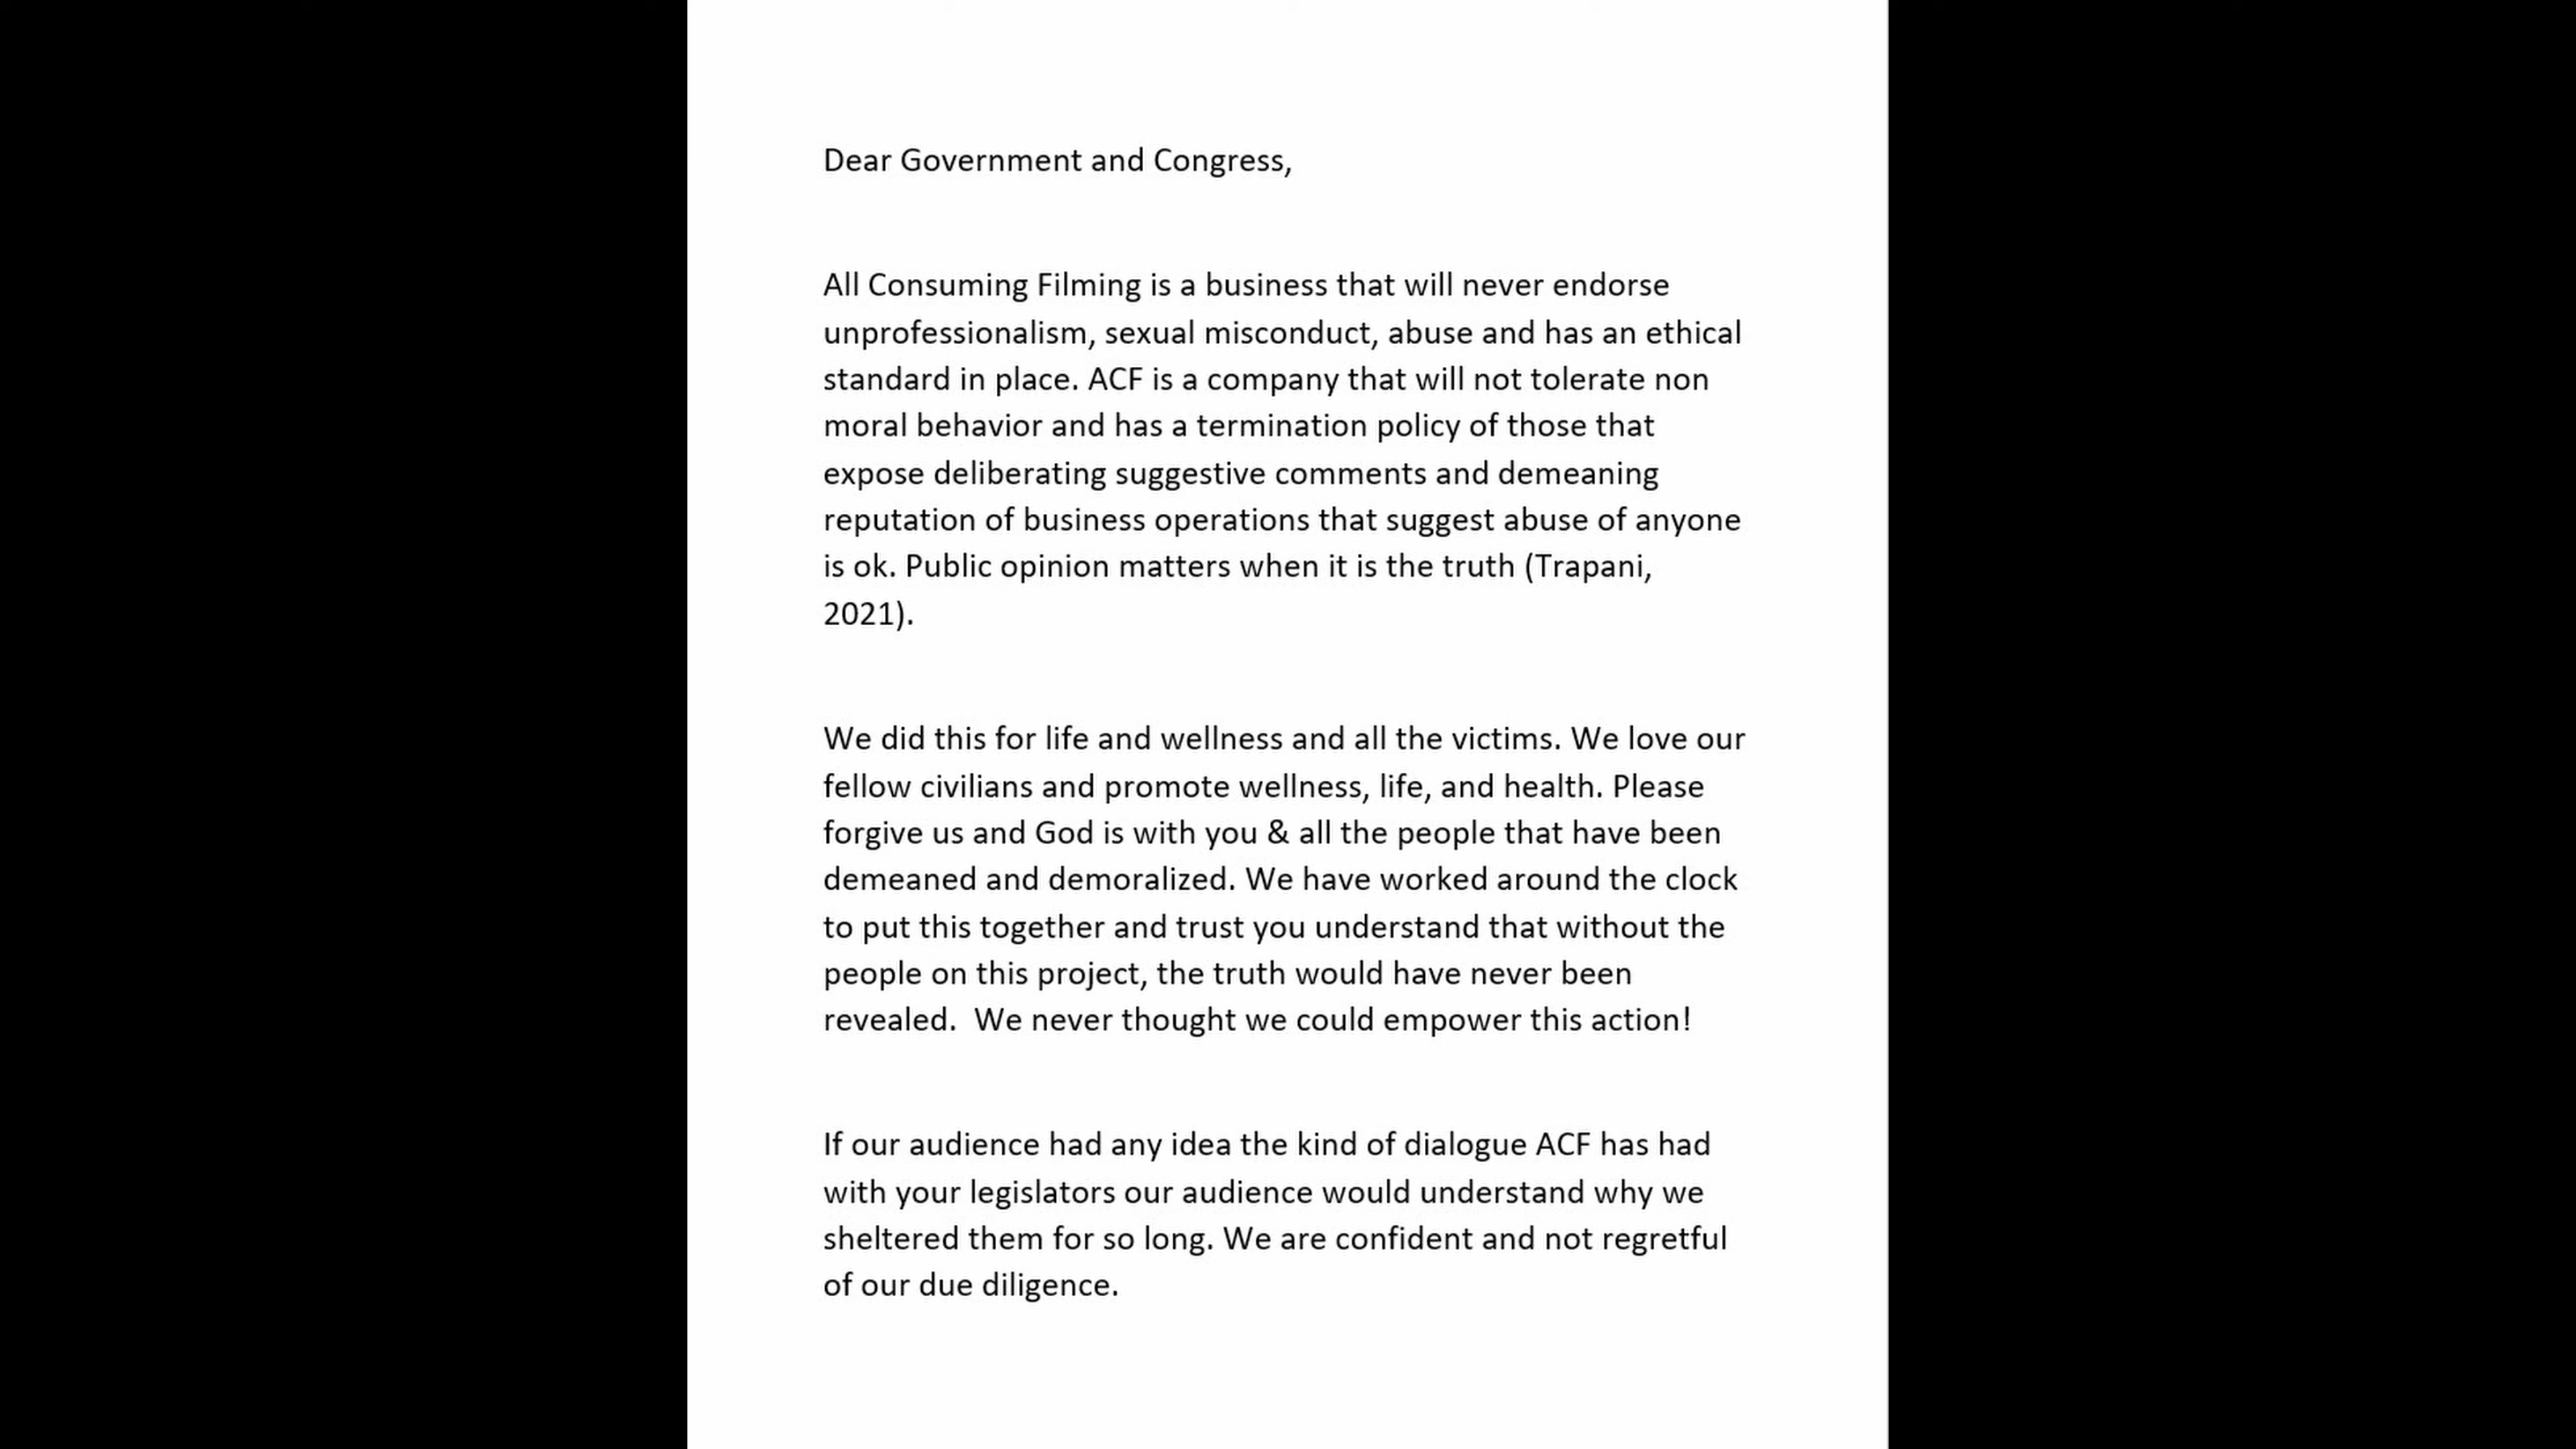 Dear Government and Congress,
All Consuming Filming is a business that will never endorse
unprofessionalism, sexual misconduct, abuse and has an ethical
standard in place. ACF is a company that will not tolerate non
moral behavior and has a termination policy of those that
expose deliberating suggestive comments and demeaning
reputation of business operations that suggest abuse of anyone
is ok. Public opinion matters when it is the truth (Trapani,
2021).
We did this for life and wellness and all the victims. We love our
fellow civilians and promote wellness, life, and health. Please
forgive us and God is with you & all the people that have been
demeaned and demoralized. We have worked around the clock
to put this together and trust you understand that without the
people on this project, the truth would have never been
revealed.  We never thought we could empower this action!
If our audience had any idea the kind of dialogue ACF has had
with your legislators our audience would understand why we
sheltered them for so long. We are confident and not regretful
of our due diligence.